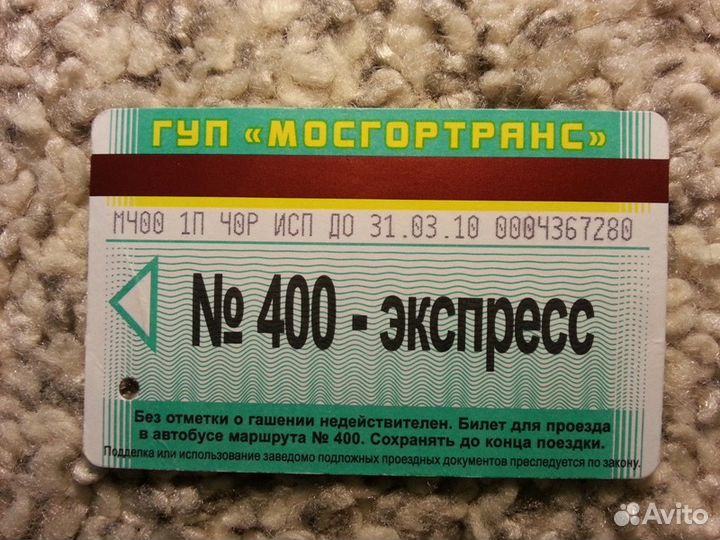 ГУП «МОСГОРТРАНС»
М400 1П 40Р ИСП ДО 31.03.10 0004367280
№ 400 - экспресс
Без отметки о гашении недействителен. Билет для проезда
в автобусе маршрута № 400. Сохранять до конца поездки.
Подделка или использование заведомо подложных проездных документов преследуется по закону.
Avito